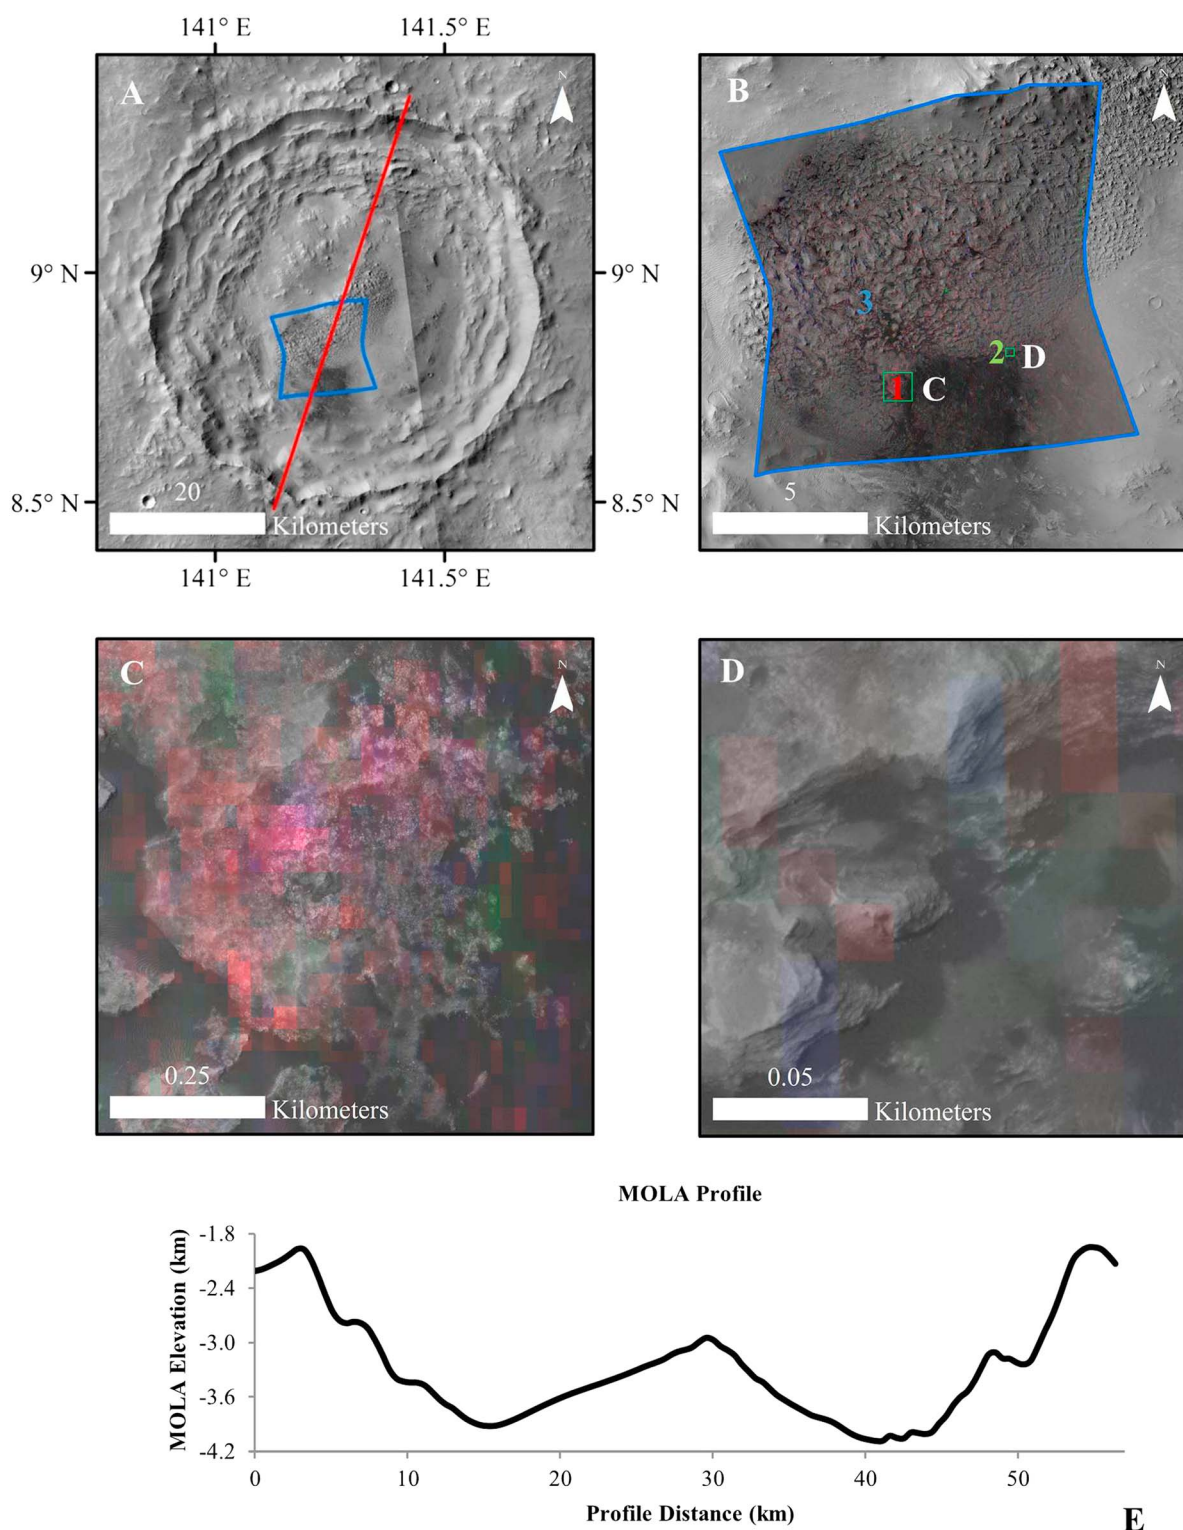 141° E 141.5° E
A N
B N
9° N 9° N
3
2 D
1 C
8.5° N 8.5° N
20
Kilometers
5
Kilometers
141° E 141.5° E
C N
D N
0.25
Kilometers
0.05
Kilometers
MOLA Profile
MOLA Elevation (km)
-1.8
-2.4
-3.0
-3.6
-4.2
0 10 20 30 40 50
Profile Distance (km)
E